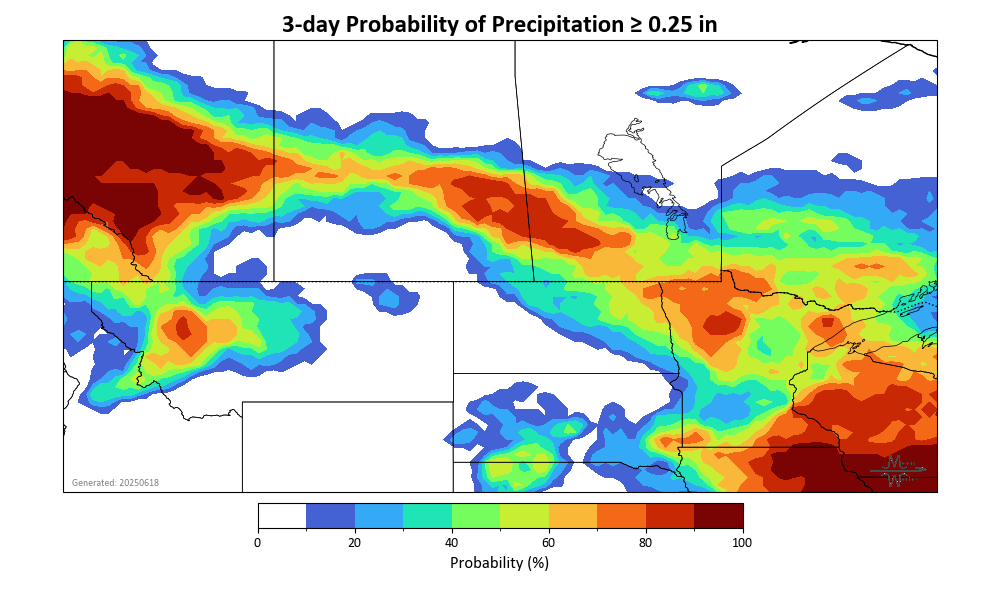 3-day Probability of Precipitation ≥ 0.25 in
Generated: 20250618
0 20 40 60 80 100
Probability (%)